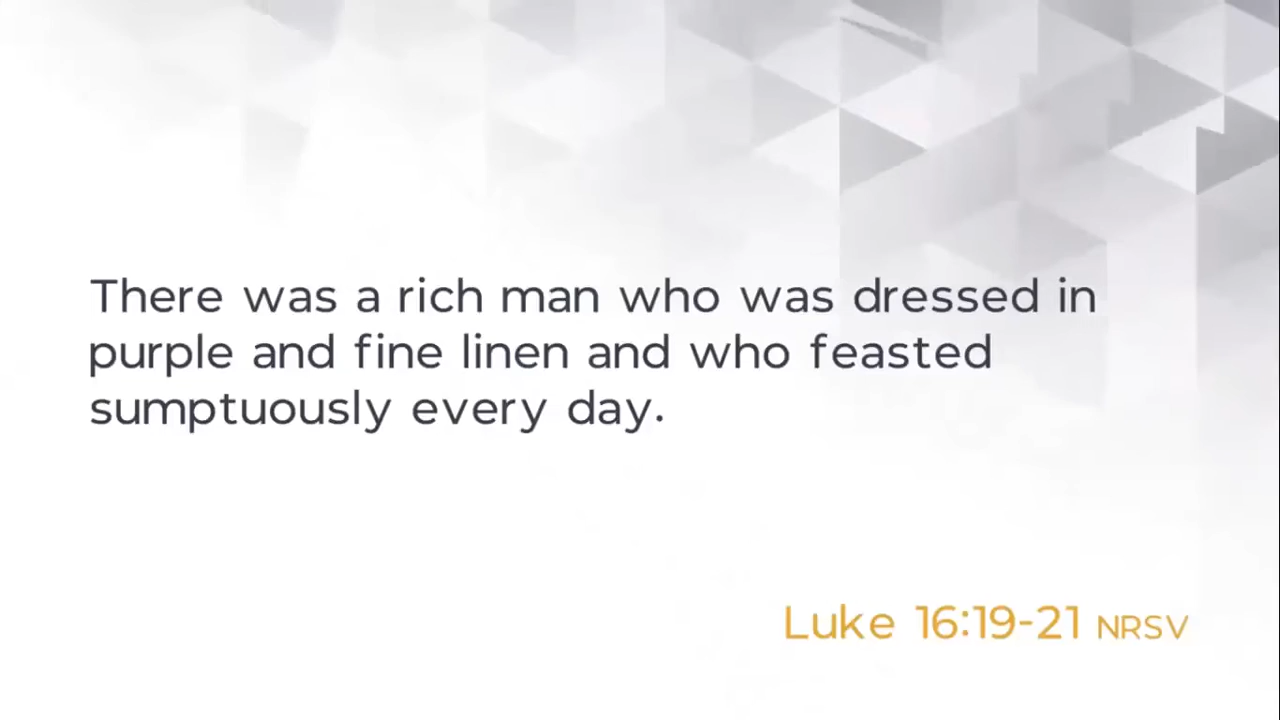 There was a rich man who was dressed in
purple and fine linen and who feasted
sumptuously every day.
Luke 16:19-21 NRSV